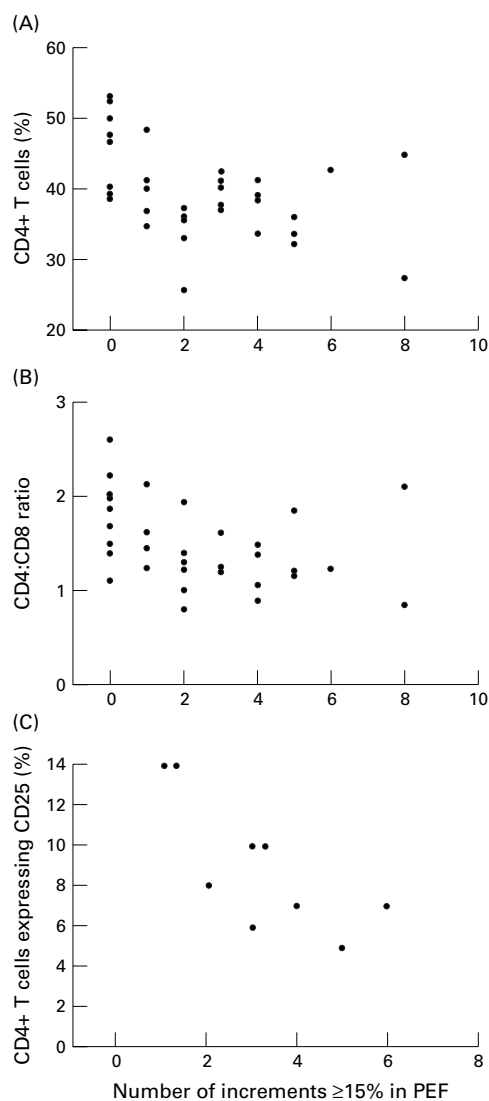 (A)
60
50
40
30
20
CD4+ T cells (%)
0 2 4 6 8 10
(B)
3
2
1
0
CD4:CD8 ratio
0 2 4 6 8 10
(C)
14
12
10
8
6
4
2
0
CD4+ T cells expressing CD25 (%)
0 2 4 6 8
Number of increments ≥15% in PEF